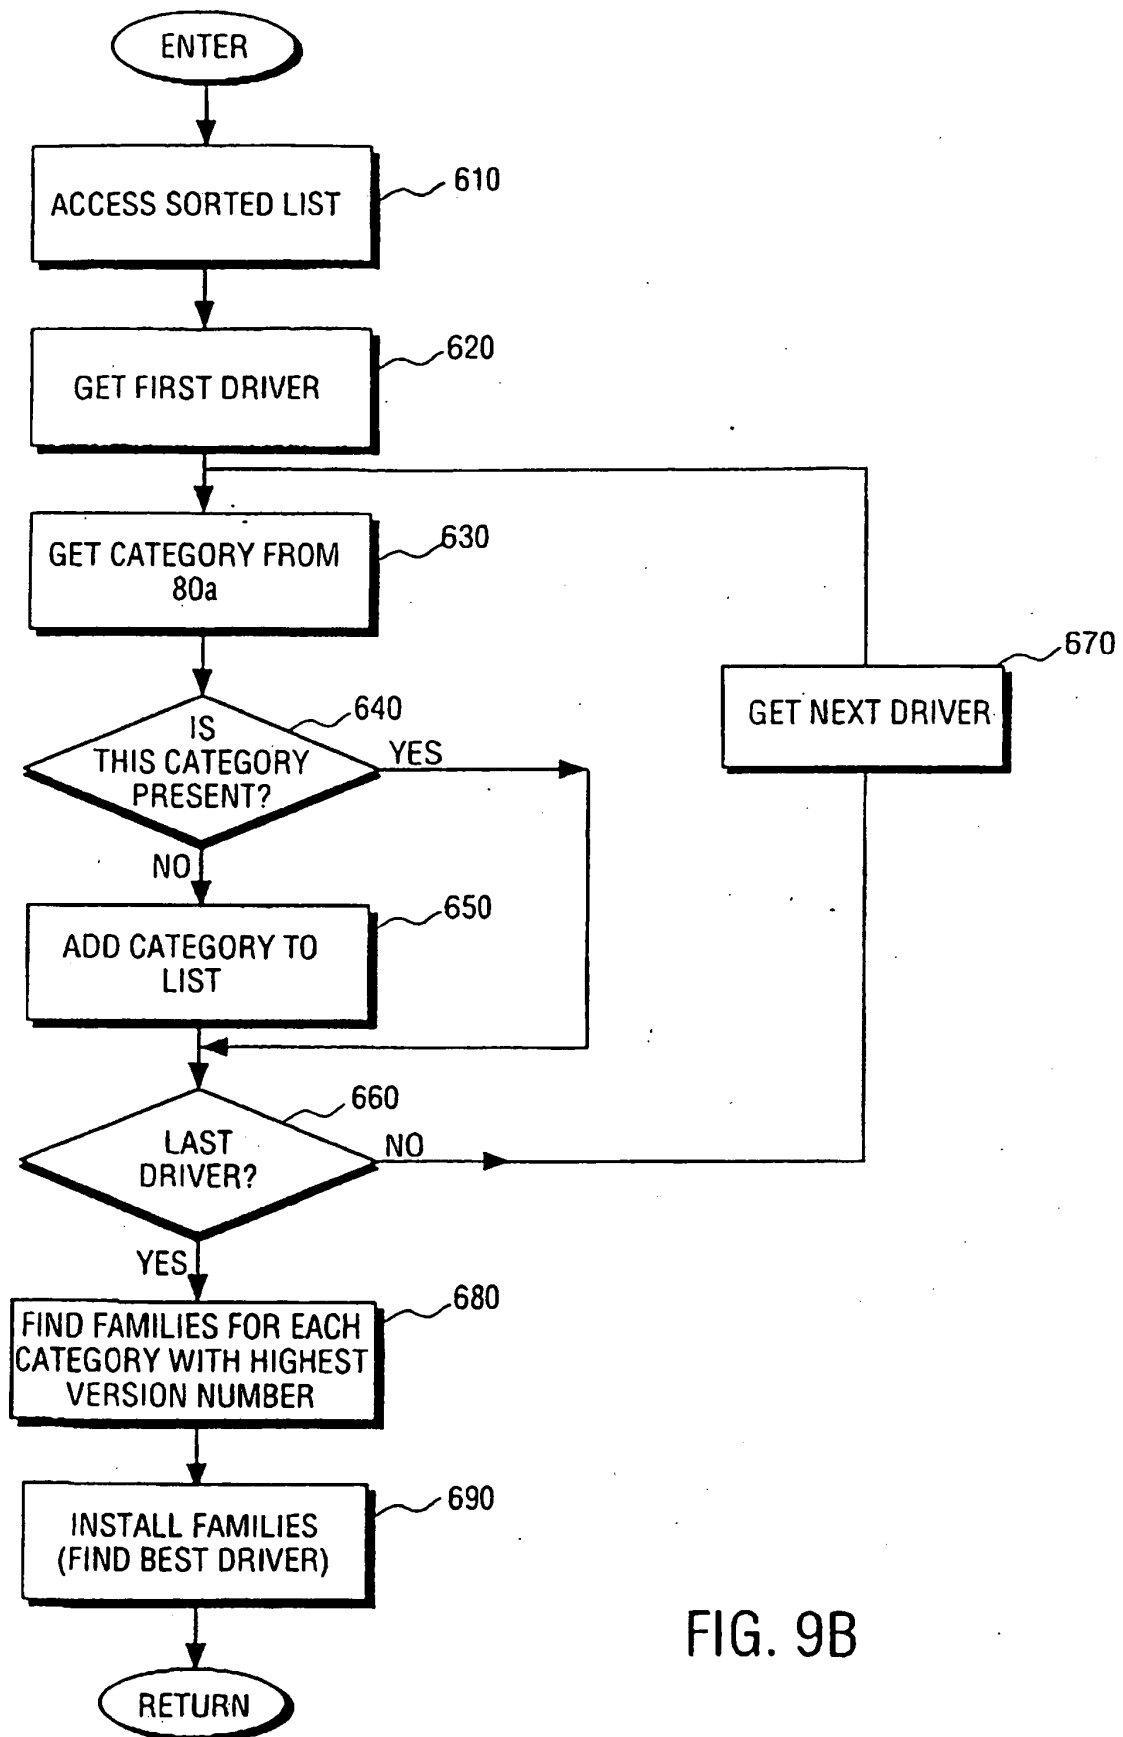 ENTER
ACCESS SORTED LIST
610
GET FIRST DRIVER
620
GET CATEGORY FROM
80a
630
IS
THIS CATEGORY
PRESENT?
640
YES
NO
670
GET NEXT DRIVER
ADD CATEGORY TO
LIST
650
LAST
DRIVER?
660
NO
YES
FIND FAMILIES FOR EACH
CATEGORY WITH HIGHEST
VERSION NUMBER
680
INSTALL FAMILIES
(FIND BEST DRIVER)
690
RETURN
FIG. 9B